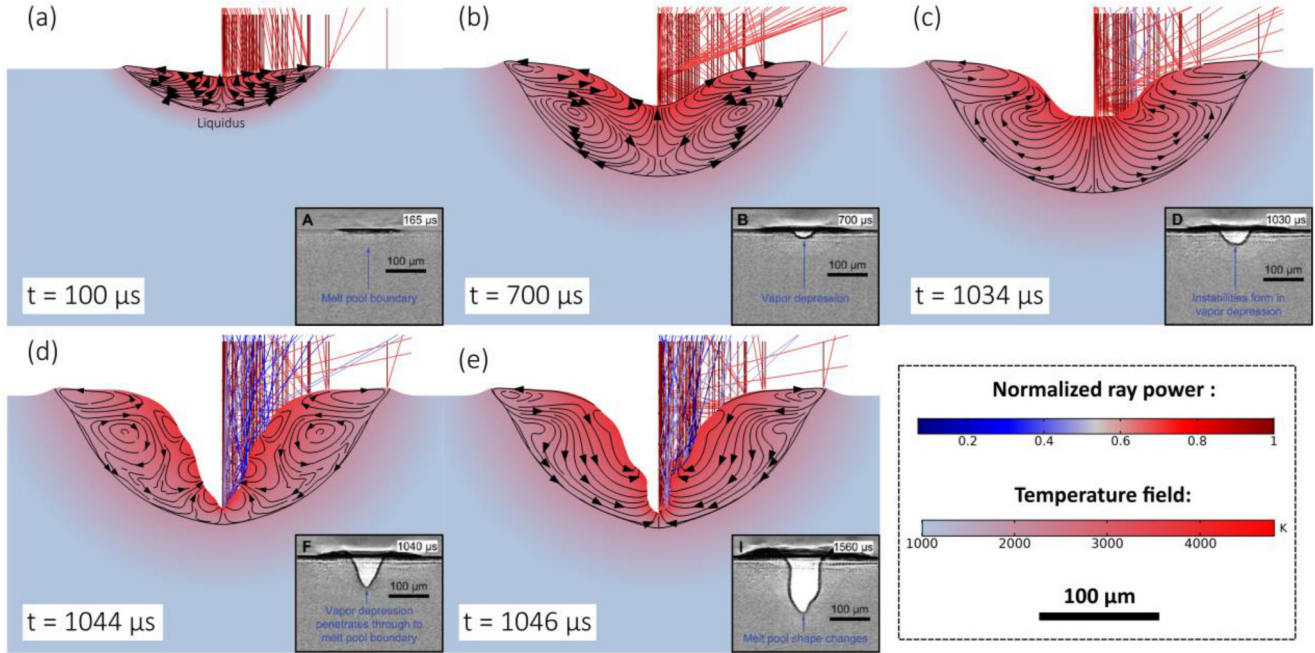 (a)
Liquidus
A
165 µs
100 µm
Melt pool boundary
t = 100 µs
(b)
B
700 µs
100 µm
Vapor depression
t = 700 µs
(c)
D
1030 µs
100 µm
Instabilities form in
vapor depression
t = 1034 µs
(d)
F
1040 µs
100 µm
Vapor depression
penetrates through to
melt pool boundary
t = 1044 µs
(e)
I
1560 µs
100 µm
Melt pool shape changes
t = 1046 µs
Normalized ray power :
0.2 0.4 0.6 0.8 1
Temperature field:
K
1000 2000 3000 4000
100 µm